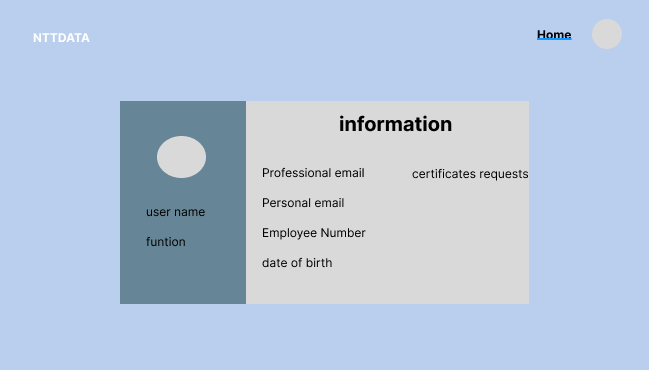 NTTDATA
Home
information
Professional email
certificates requests
Personal email
Employee Number
date of birth
user name
funtion